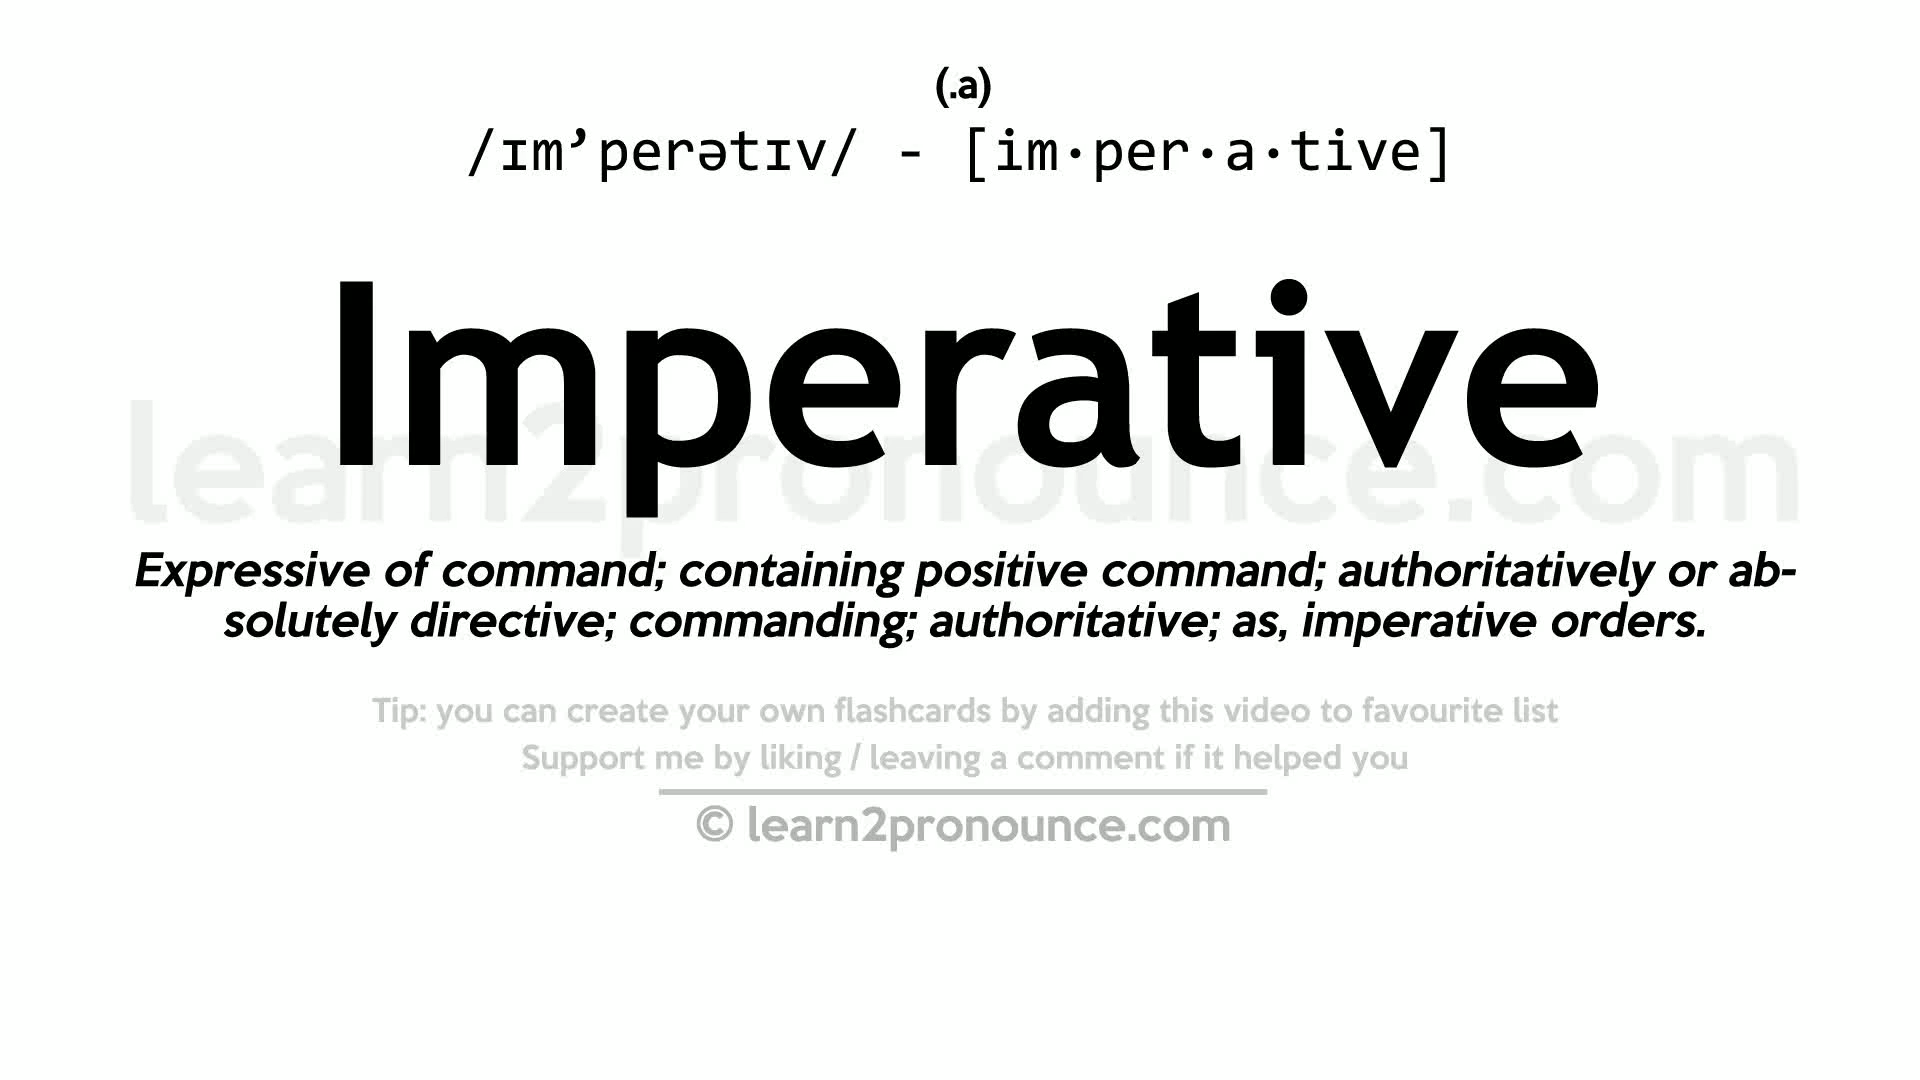 (.a)
/ɪm’perətɪv/ - [im·per·a·tive]
Imperative
learn2pronounce.com
Expressive of command; containing positive command; authoritatively or ab-
solutely directive; commanding; authoritative; as, imperative orders.
Tip: you can create your own flashcards by adding this video to favourite list
Support me by liking / leaving a comment if it helped you
© learn2pronounce.com